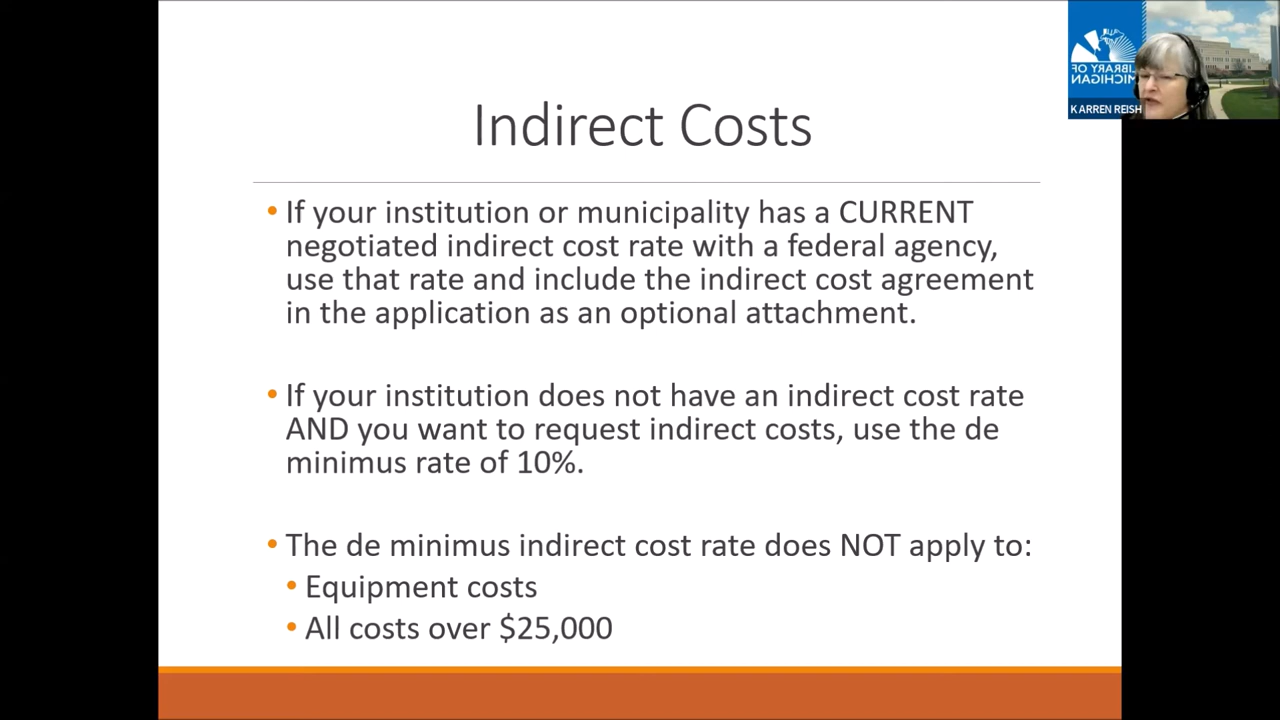 Indirect Costs
• If your institution or municipality has a CURRENT
negotiated indirect cost rate with a federal agency,
use that rate and include the indirect cost agreement
in the application as an optional attachment.
• If your institution does not have an indirect cost rate
AND you want to request indirect costs, use the de
minimus rate of 10%.
• The de minimus indirect cost rate does NOT apply to:
• Equipment costs
• All costs over $25,000
LIBRARY OF
MICHIGAN
KARREN REISH